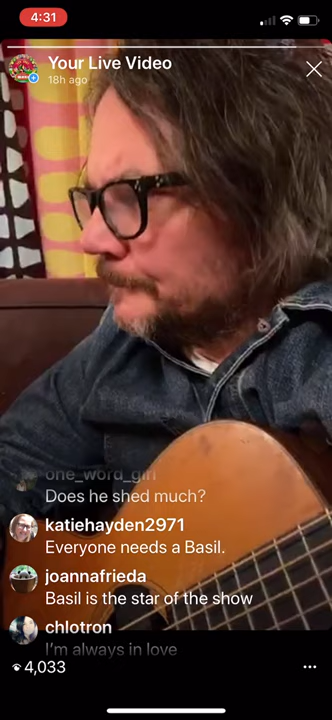 4:31
Your Live Video
18h ago
one_word_girl
Does he shed much?
katiehayden2971
Everyone needs a Basil.
joannafrieda
Basil is the star of the show
chlotron
I'm always in love
4,033